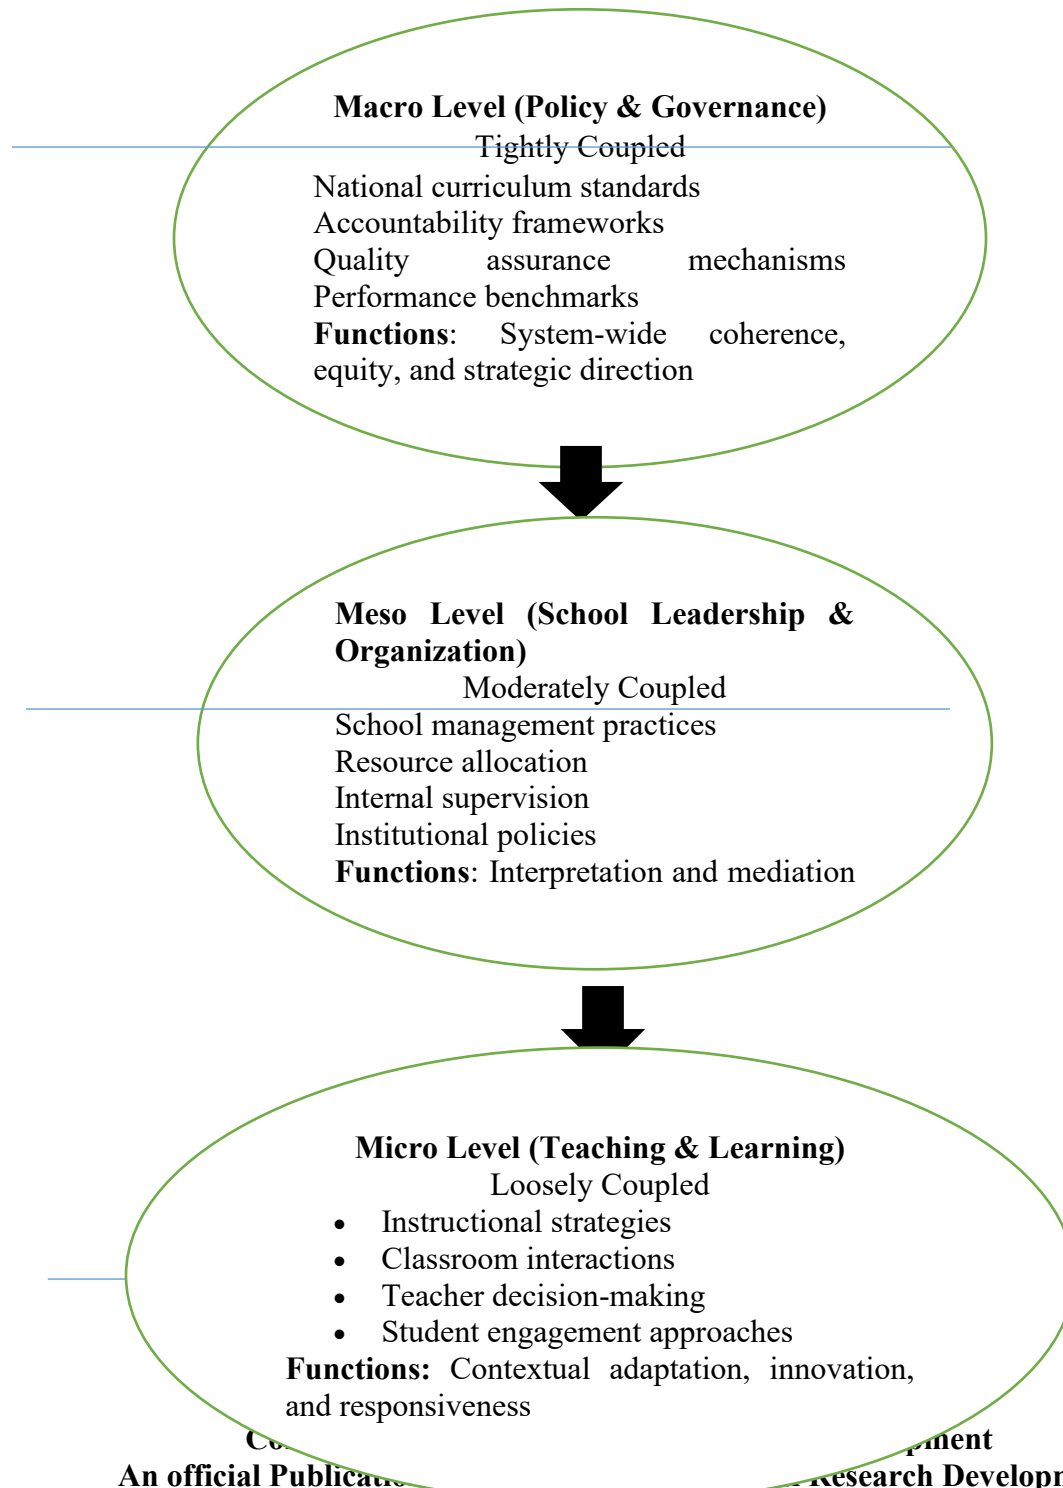 Macro Level (Policy & Governance)
Tightly Coupled
National curriculum standards
Accountability frameworks
Quality assurance mechanisms
Performance benchmarks
Functions: System-wide coherence,
equity, and strategic direction
Meso Level (School Leadership &
Organization)
Moderately Coupled
School management practices
Resource allocation
Internal supervision
Institutional policies
Functions: Interpretation and mediation
Micro Level (Teaching & Learning)
Loosely Coupled
• Instructional strategies
• Classroom interactions
• Teacher decision-making
• Student engagement approaches
Functions: Contextual adaptation, innovation,
and responsiveness
An official Research